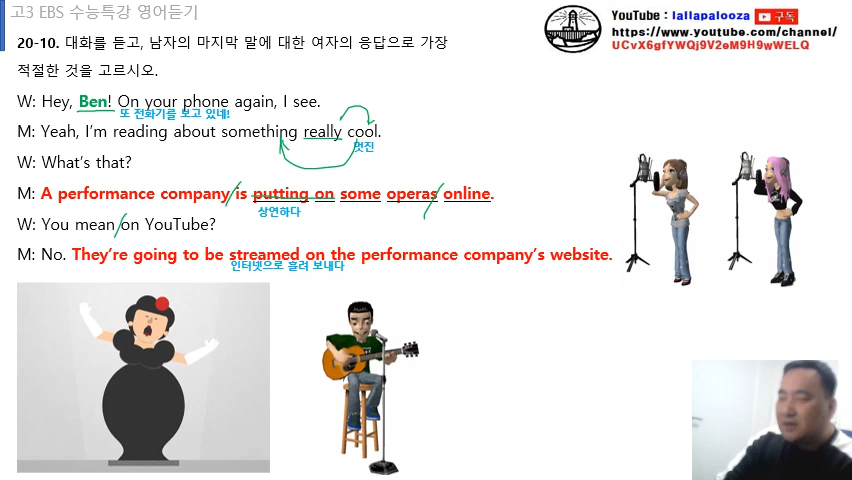 고3 EBS 수능특강 영어듣기
YouTube : lallapalooza 구독
https://www.youtube.com/channel/
UCvX6gfYWQj9V2eM9H9wWELQ
20-10. 대화를 듣고, 남자의 마지막 말에 대한 여자의 응답으로 가장
적절한 것을 고르시오.
W: Hey, Ben! On your phone again, I see.
또 전화기를 보고 있네!
M: Yeah, I’m reading about something really cool.
멋진
W: What’s that?
M: A performance company is putting on some operas online.
상연하다
W: You mean on YouTube?
M: No. They’re going to be streamed on the performance company’s website.
인터넷으로 흘려 보내다